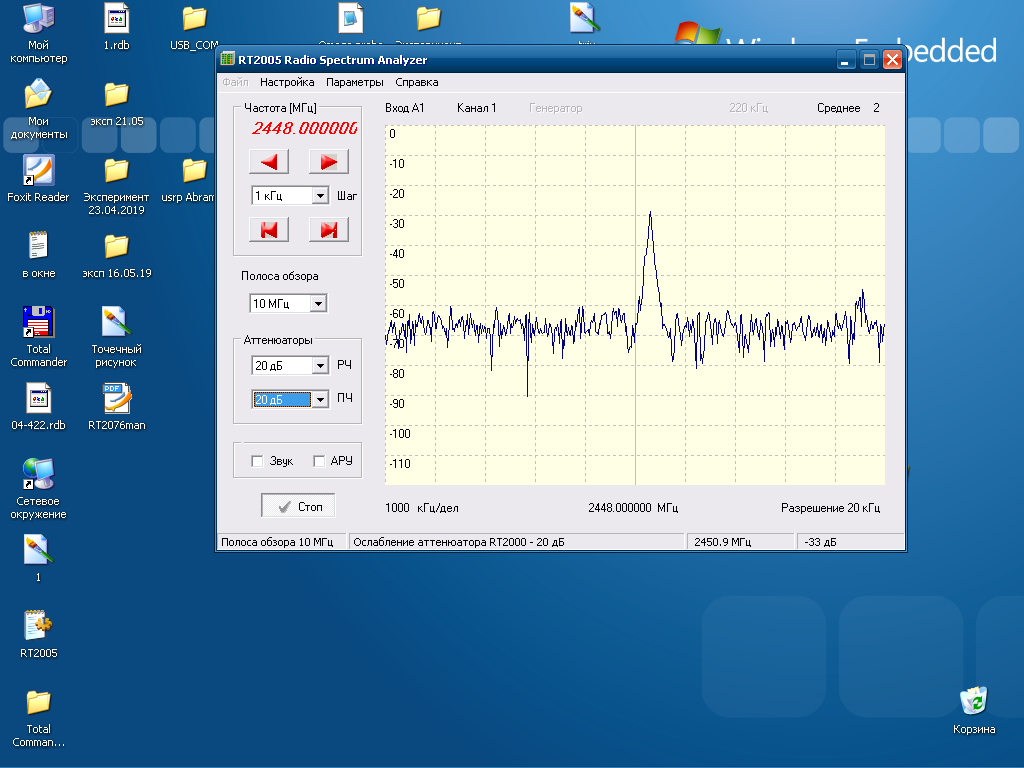 Мой
компьютер
1.rdb
USB_COM
Windows Embedded
Мои
документы
эксп 21.05
Foxit Reader
Эксперимент
23.04.2019
usrp Abram
в окне
эксп 16.05.19
Total
Commander
Точечный
рисунок
04-422.rdb
RT2076man
PDF
Сетевое
окружение
1
RT2005
Total
Comman...
Корзина
RT2005 Radio Spectrum Analyzer
Файл Настройка Параметры Справка
Частота [МГц]
2448.000000
1 кГц Шаг
Полоса обзора
10 МГц
Аттенюаторы
20 дБ РЧ
20 дБ ПЧ
Звук АРУ
Стоп
Вход A1 Канал 1 Генератор 220 кГц Среднее 2
0
-10
-20
-30
-40
-50
-60
-70
-80
-90
-100
-110
1000 кГц/дел 2448.000000 МГц Разрешение 20 кГц
Полоса обзора 10 МГц Ослабление аттенюатора RT2000 - 20 дБ 2450.9 МГц -33 дБ